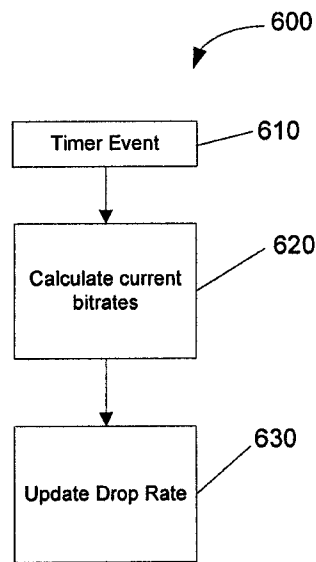 600
Timer Event
610
Calculate current
bitrates
620
Update Drop Rate
630